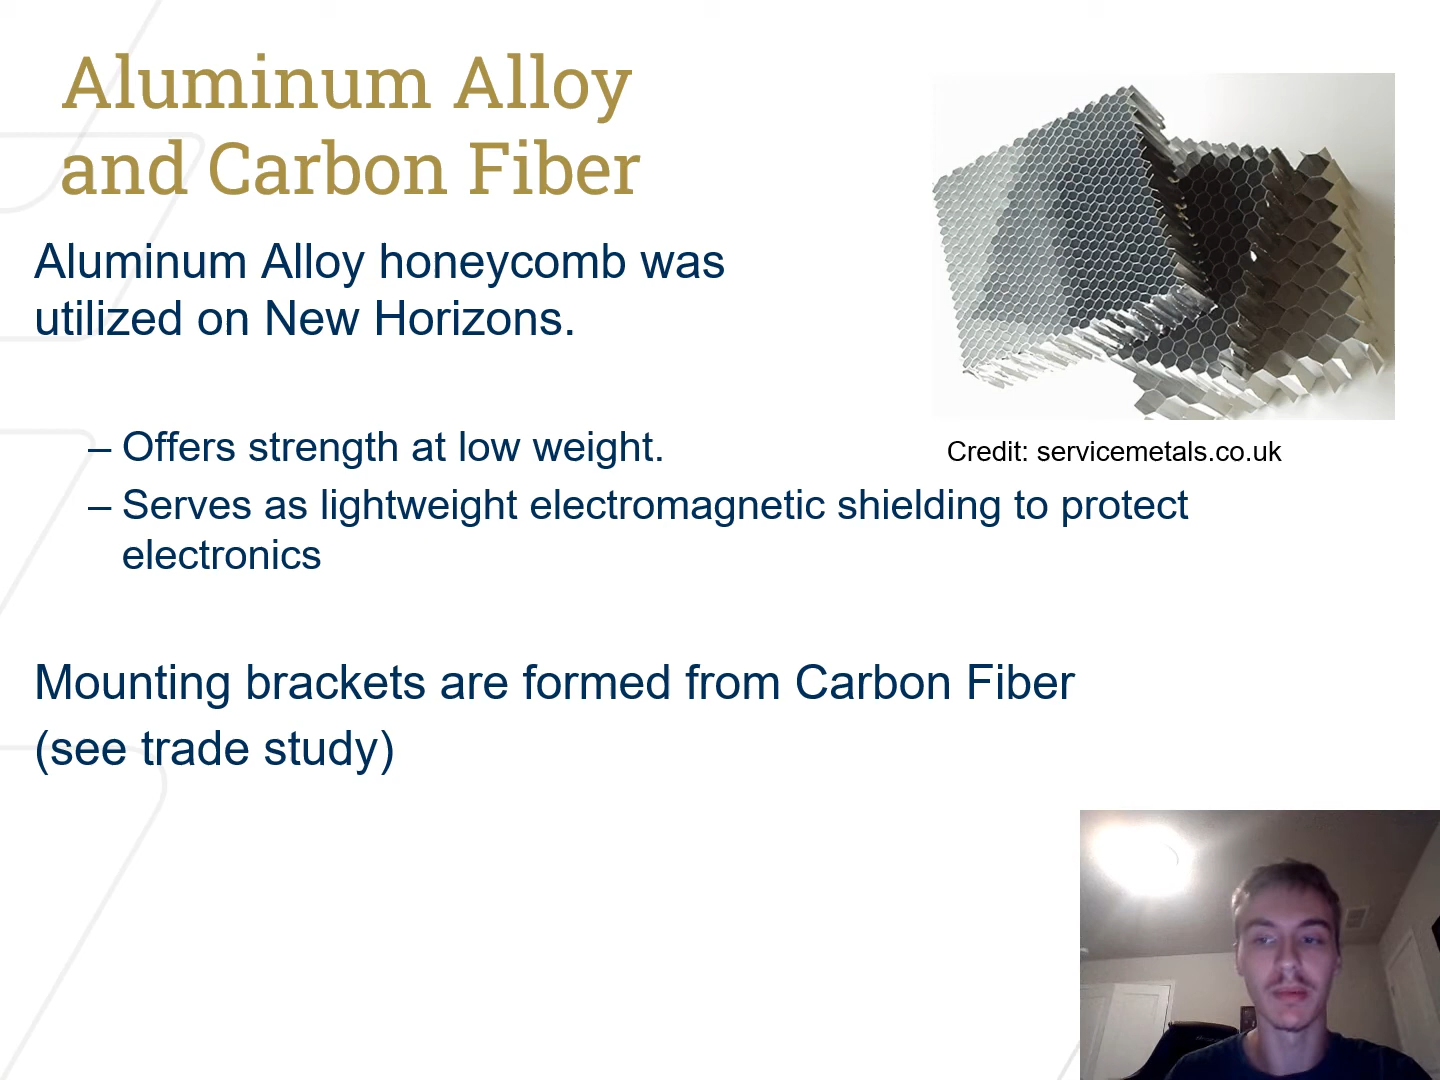 Aluminum Alloy
and Carbon Fiber
Aluminum Alloy honeycomb was
utilized on New Horizons.
– Offers strength at low weight.
Credit: servicemetals.co.uk
– Serves as lightweight electromagnetic shielding to protect
electronics
Mounting brackets are formed from Carbon Fiber
(see trade study)